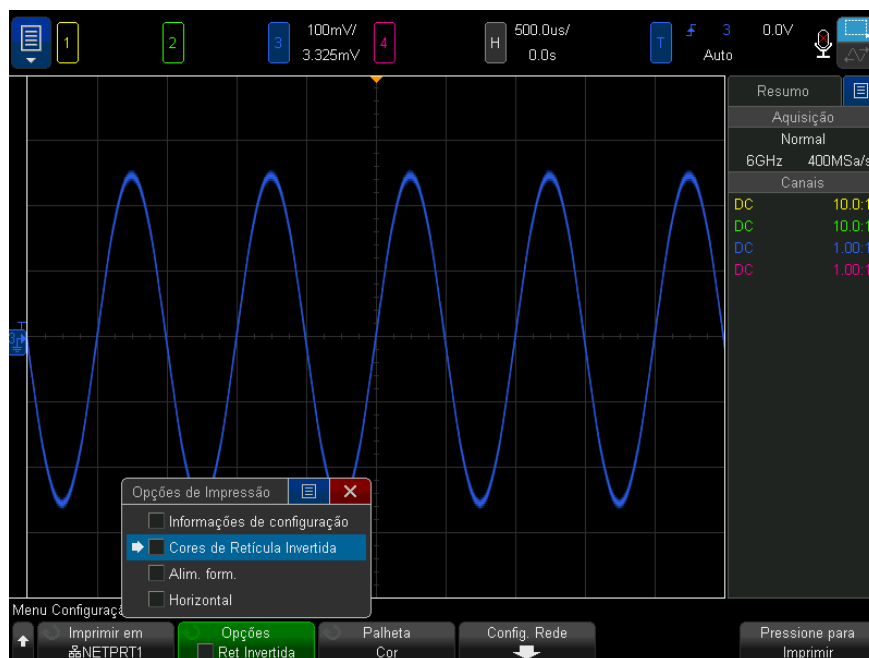 1 2 3 100mV/ 3.325mV 4 H 500.0us/ 0.0s T 3 0.0V Auto
Resumo
Aquisição
Normal
6GHz 400MSa/s
Canais
DC 10.0:1
DC 10.0:1
DC 1.00:1
DC 1.00:1
T
3
Opções de Impressão
Informações de configuração
Cores de Retícula Invertida
Alim. form.
Horizontal
Menu
Imprimir em
NETPRT1
Opções
Ret Invertida
Palheta
Cor
Config. Rede
Pressione para
Imprimir